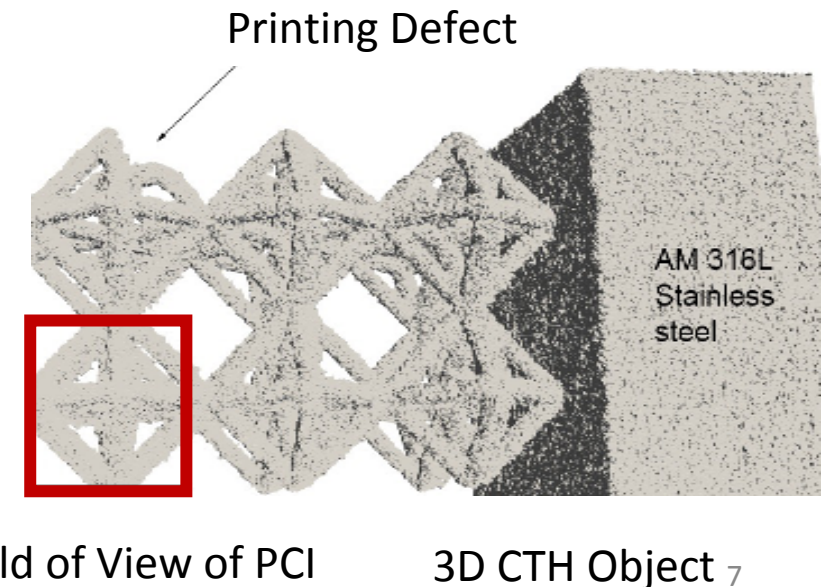 Printing Defect
AM 316L
Stainless
steel
ld of View of PCI
3D CTH Object 7